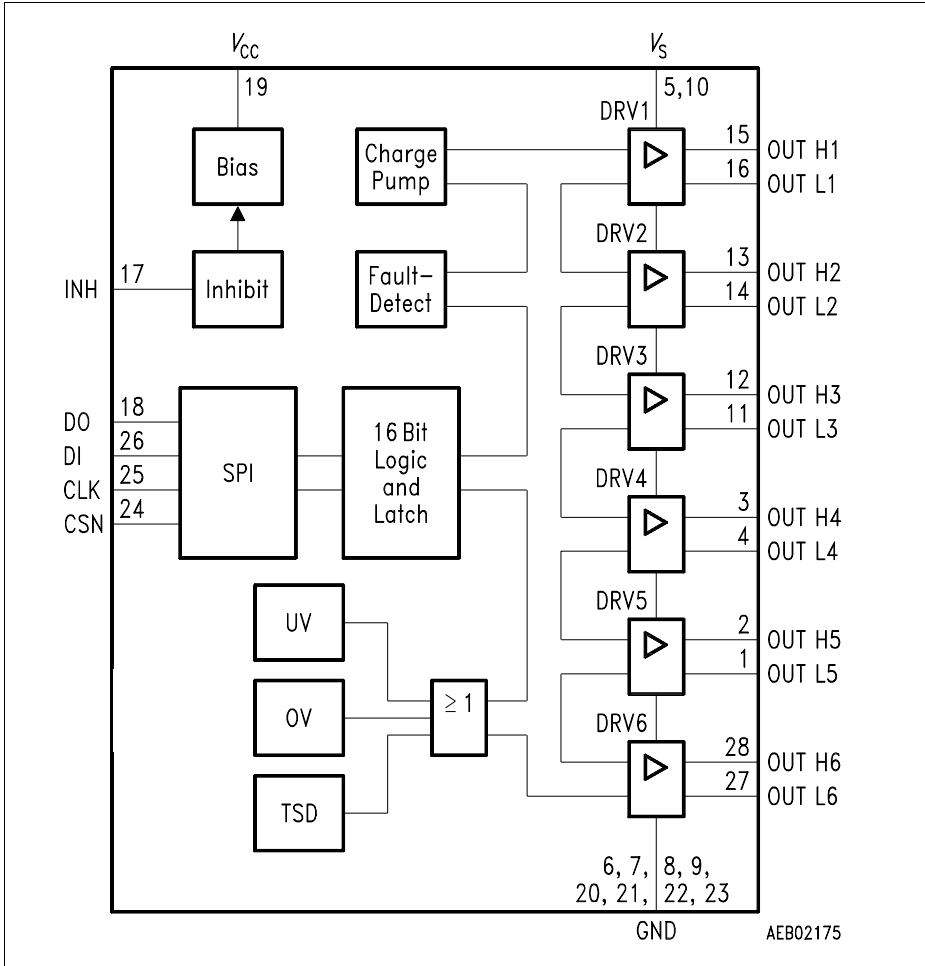 VCC
VS
19
5,10
DRV1
Bias
Charge
Pump
15
OUT H1
16
OUT L1
DRV2
INH
17
Inhibit
Fault–
Detect
13
OUT H2
14
OUT L2
DRV3
12
OUT H3
11
OUT L3
DO
18
DI
26
CLK
25
CSN
24
SPI
16 Bit
Logic
and
Latch
DRV4
3
OUT H4
4
OUT L4
UV
DRV5
2
OUT H5
1
OUT L5
OV
≥ 1
DRV6
28
OUT H6
27
OUT L6
TSD
6, 7, 8, 9,
20, 21, 22, 23
GND
AEB02175